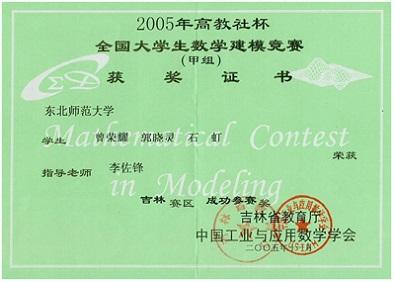 2005年高教社杯
全国大学生数学建模竞赛
(甲组)
获奖证书
东北师范大学
Mathematical Contest
学生 曾荣耀 郭晓灵 石虹
荣获
指导老师 李佐锋
in Modeling
吉林 赛区 成功参赛 奖
吉林省教育厅
中国工业与应用数学学会
二〇〇五年十一月